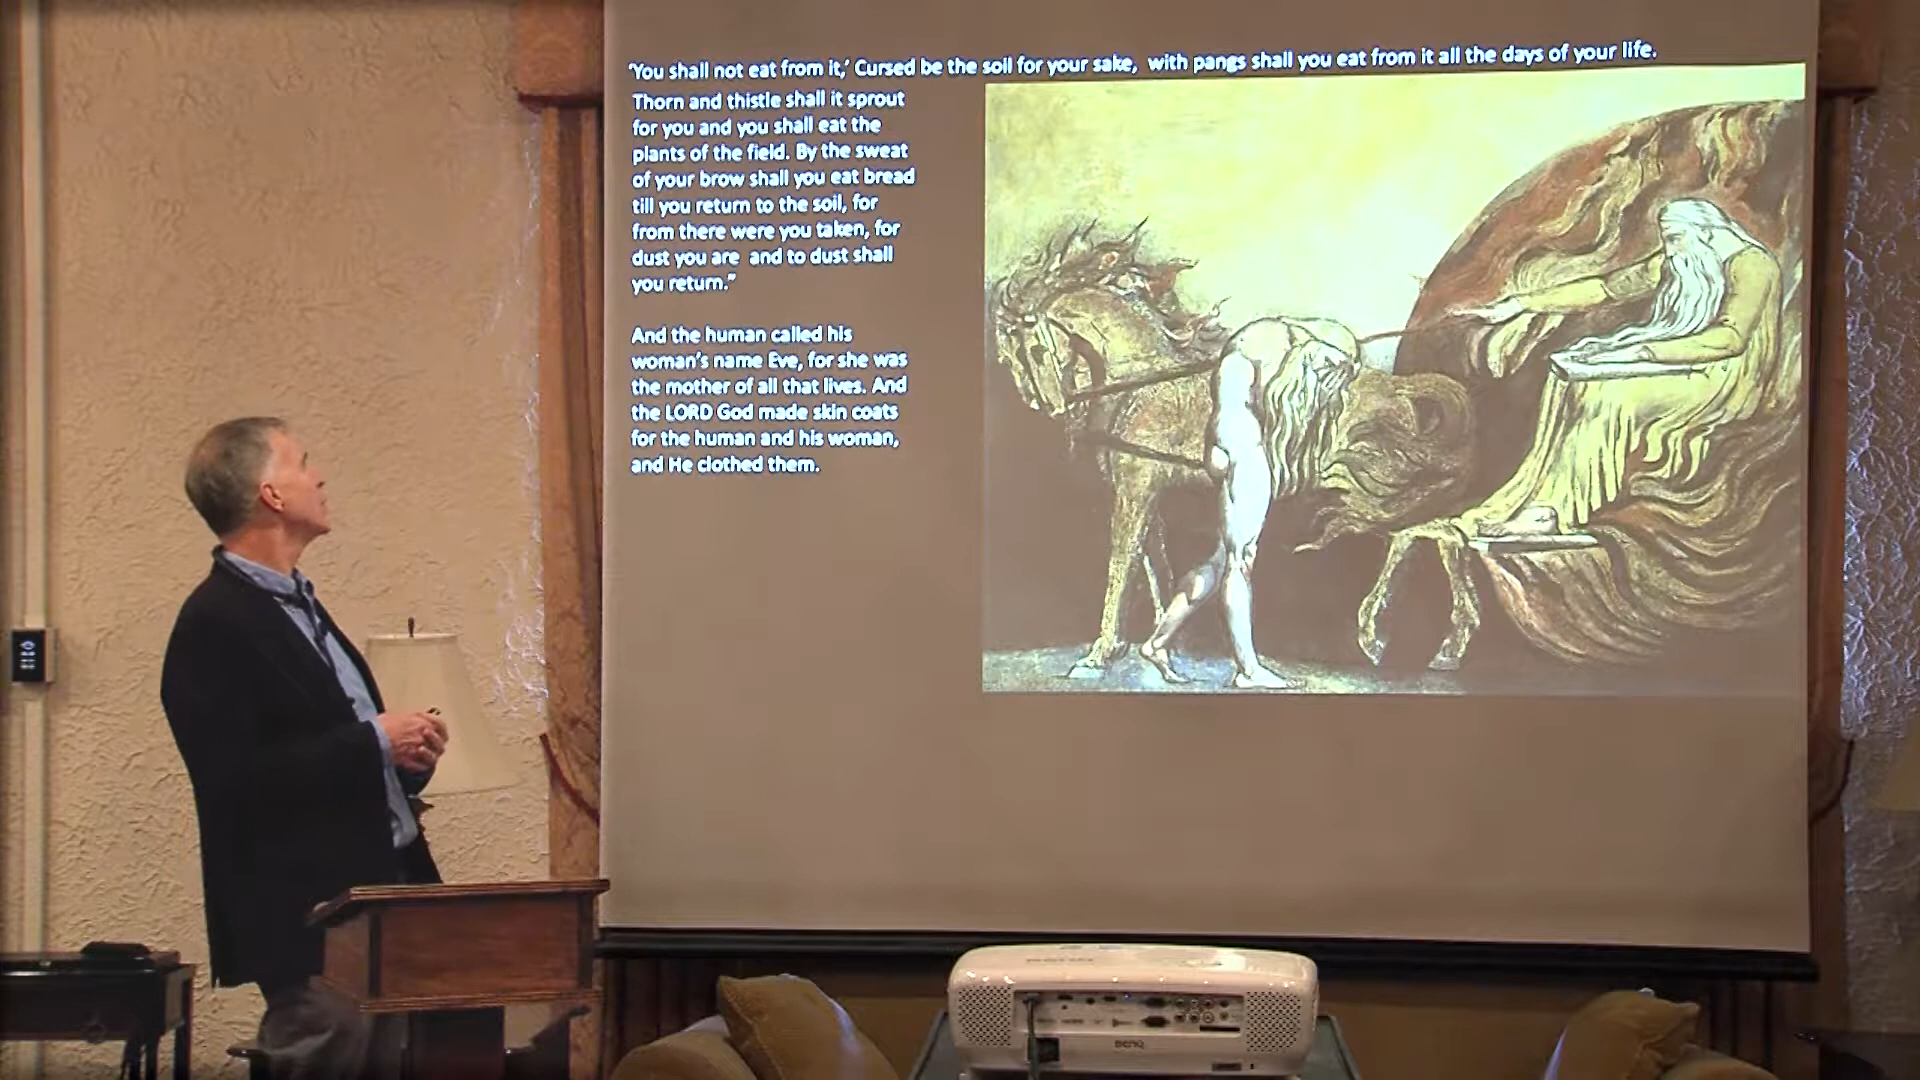 'You shall not eat from it,' Cursed be the soil for your sake, with pangs shall you eat from it all the days of your life.
Thorn and thistle shall it sprout
for you and you shall eat the
plants of the field. By the sweat
of your brow shall you eat bread
till you return to the soil, for
from there were you taken, for
dust you are and to dust shall
you return."
And the human called his
woman's name Eve, for she was
the mother of all that lives. And
the LORD God made skin coats
for the human and his woman,
and He clothed them.
BenQ